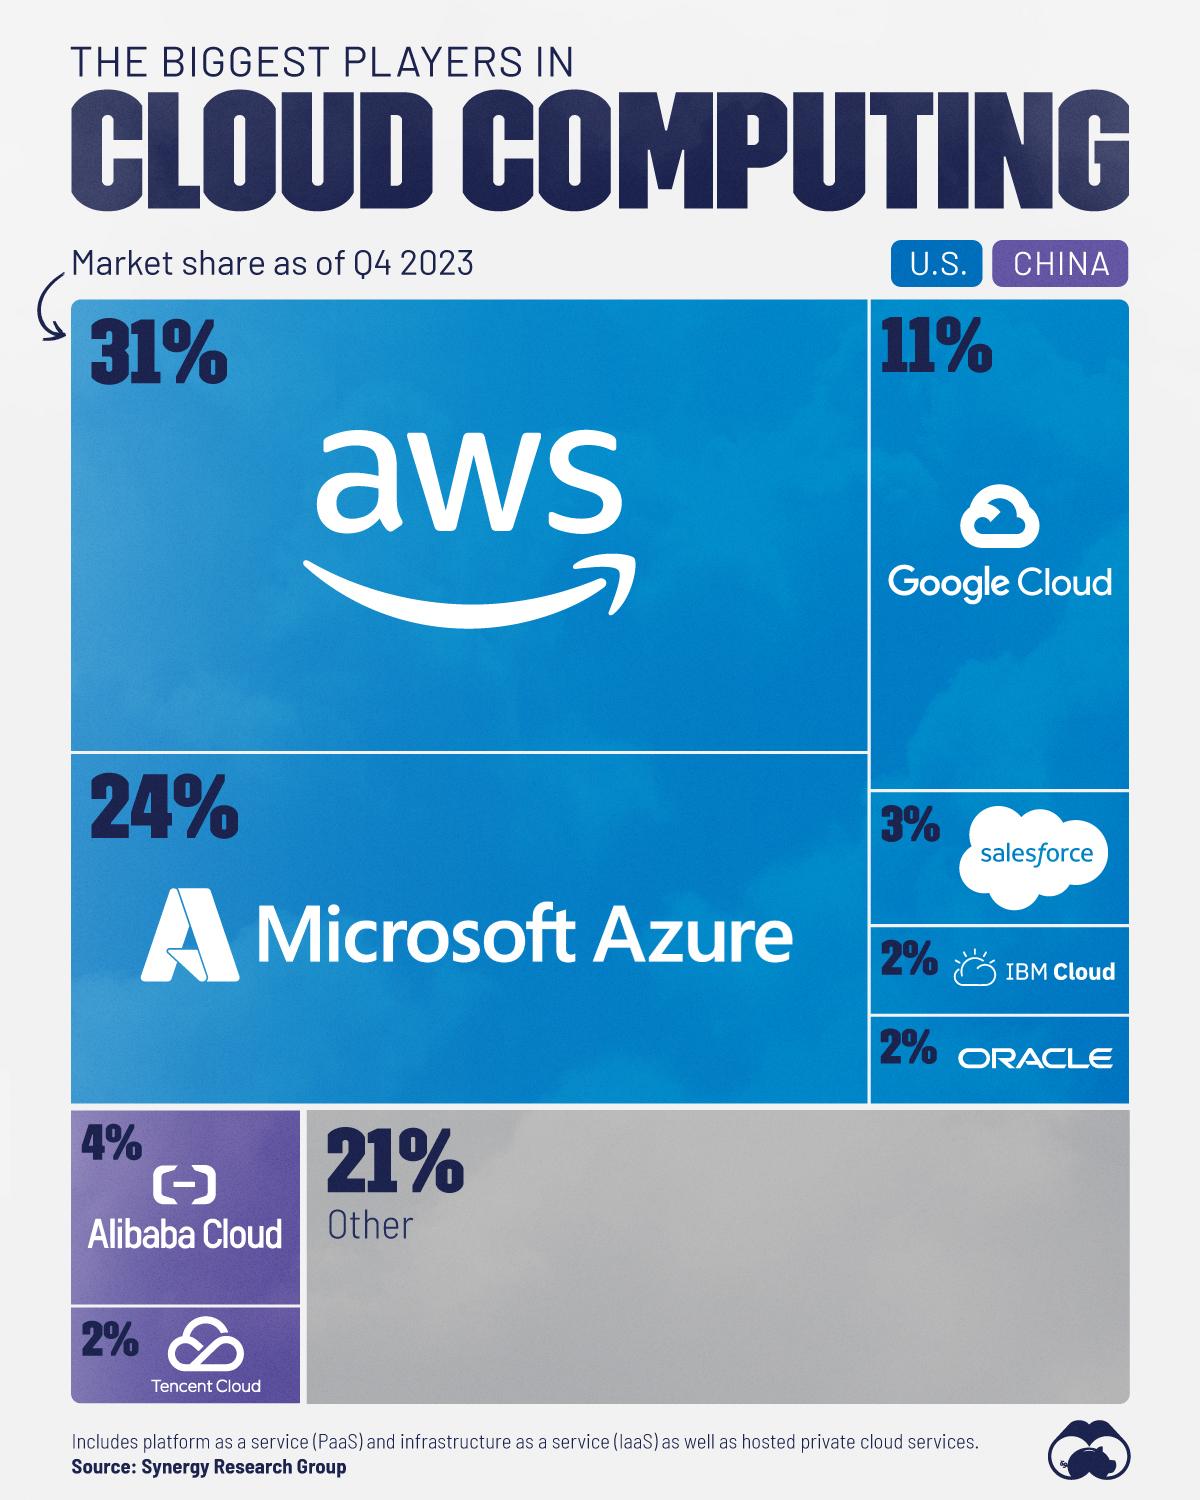 THE BIGGEST PLAYERS IN
CLOUD COMPUTING
Market share as of Q4 2023
U.S.
CHINA
31%
aws
11%
Google Cloud
24%
Microsoft Azure
3%
salesforce
2%
IBM Cloud
2%
ORACLE
4%
Alibaba Cloud
2%
Tencent Cloud
21%
Other
Includes platform as a service (PaaS) and infrastructure as a service (IaaS) as well as hosted private cloud services.
Source: Synergy Research Group